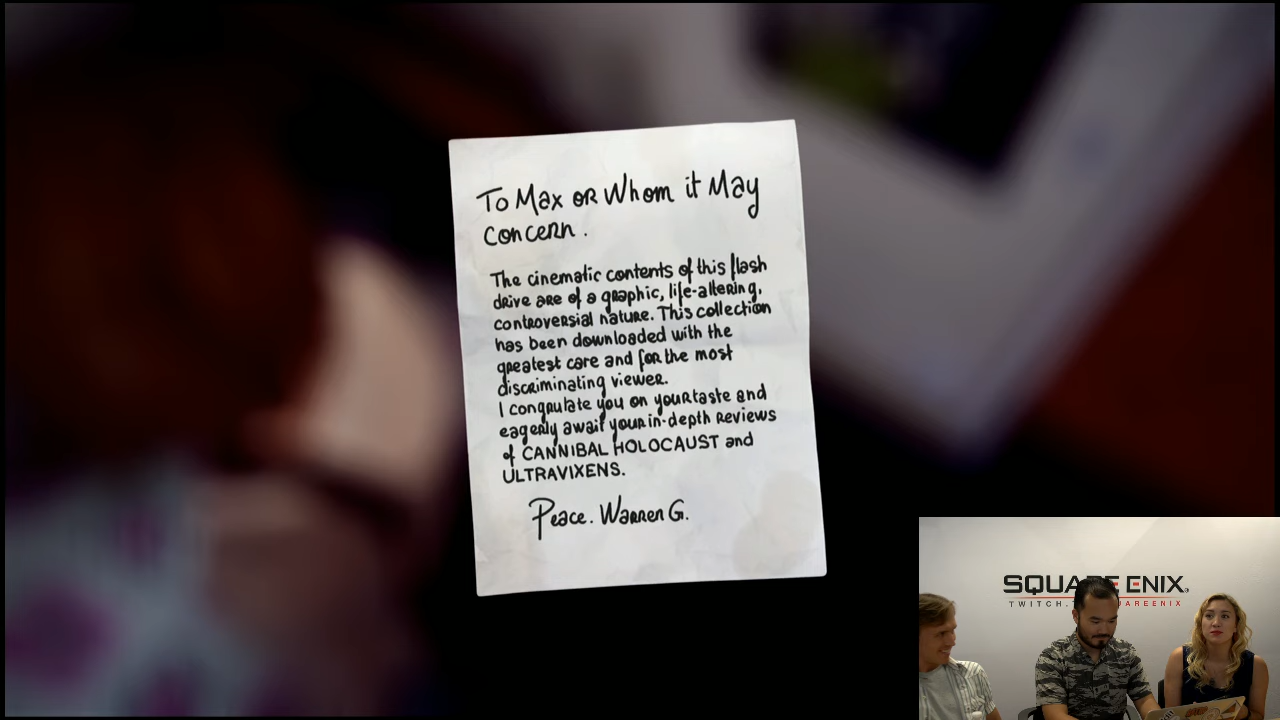 To Max or Whom it May
Concern.
The cinematic contents of this flash
drive are of a graphic, life-altering,
controversial nature. This collection
has been downloaded with the
greatest care and for the most
discriminating viewer.
I congrulate you on your taste and
eagerly await your in-depth reviews
of CANNIBAL HOLOCAUST and
ULTRAVIXENS.
Peace. Warren G.
SQUARE ENIX